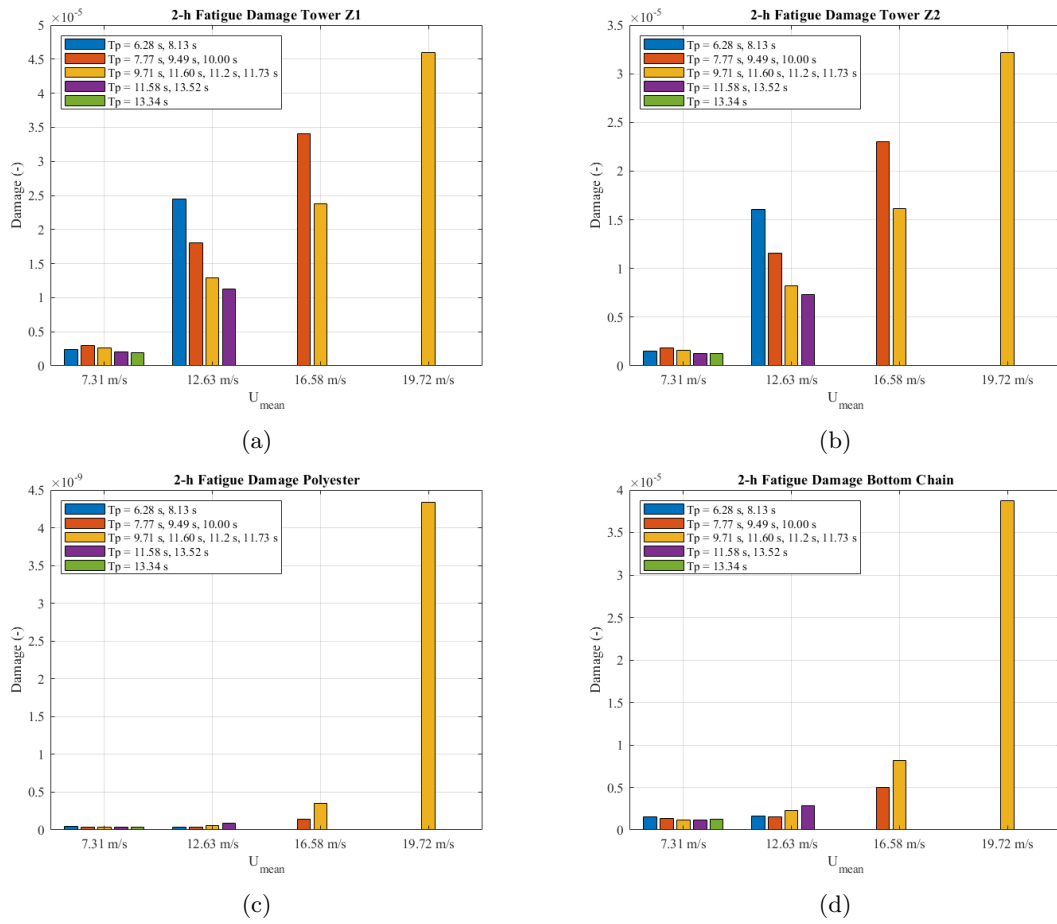 2-h Fatigue Damage Tower Z1
×10^-5
5
4.5
4
3.5
3
2.5
2
1.5
1
0.5
0
Damage (-)
Tp = 6.28 s, 8.13 s
Tp = 7.77 s, 9.49 s, 10.00 s
Tp = 9.71 s, 11.60 s, 11.2 s, 11.73 s
Tp = 11.58 s, 13.52 s
Tp = 13.34 s
7.31 m/s 12.63 m/s 16.58 m/s 19.72 m/s
U_mean
(a)
2-h Fatigue Damage Tower Z2
×10^-5
3.5
3
2.5
2
1.5
1
0.5
0
Damage (-)
Tp = 6.28 s, 8.13 s
Tp = 7.77 s, 9.49 s, 10.00 s
Tp = 9.71 s, 11.60 s, 11.2 s, 11.73 s
Tp = 11.58 s, 13.52 s
Tp = 13.34 s
7.31 m/s 12.63 m/s 16.58 m/s 19.72 m/s
U_mean
(b)
2-h Fatigue Damage Polyester
×10^-9
4.5
4
3.5
3
2.5
2
1.5
1
0.5
0
Damage (-)
Tp = 6.28 s, 8.13 s
Tp = 7.77 s, 9.49 s, 10.00 s
Tp = 9.71 s, 11.60 s, 11.2 s, 11.73 s
Tp = 11.58 s, 13.52 s
Tp = 13.34 s
7.31 m/s 12.63 m/s 16.58 m/s 19.72 m/s
U_mean
(c)
2-h Fatigue Damage Bottom Chain
×10^-5
4
3.5
3
2.5
2
1.5
1
0.5
0
Damage (-)
Tp = 6.28 s, 8.13 s
Tp = 7.77 s, 9.49 s, 10.00 s
Tp = 9.71 s, 11.60 s, 11.2 s, 11.73 s
Tp = 11.58 s, 13.52 s
Tp = 13.34 s
7.31 m/s 12.63 m/s 16.58 m/s 19.72 m/s
U_mean
(d)